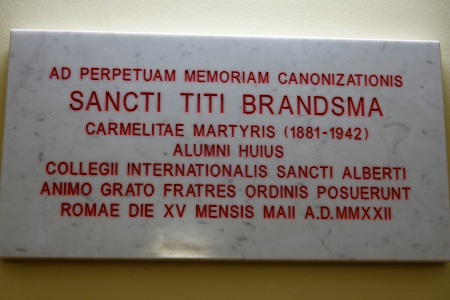 AD PERPETUAM MEMORIAM CANONIZATIONIS
SANCTI TITI BRANDSMA
CARMELITAE MARTYRIS (1881-1942)
ALUMNI HUIUS
COLLEGII INTERNATIONALIS SANCTI ALBERTI
ANIMO GRATO FRATRES ORDINIS POSUERUNT
ROMAE DIE XV MENSIS MAII A.D.MMXXII